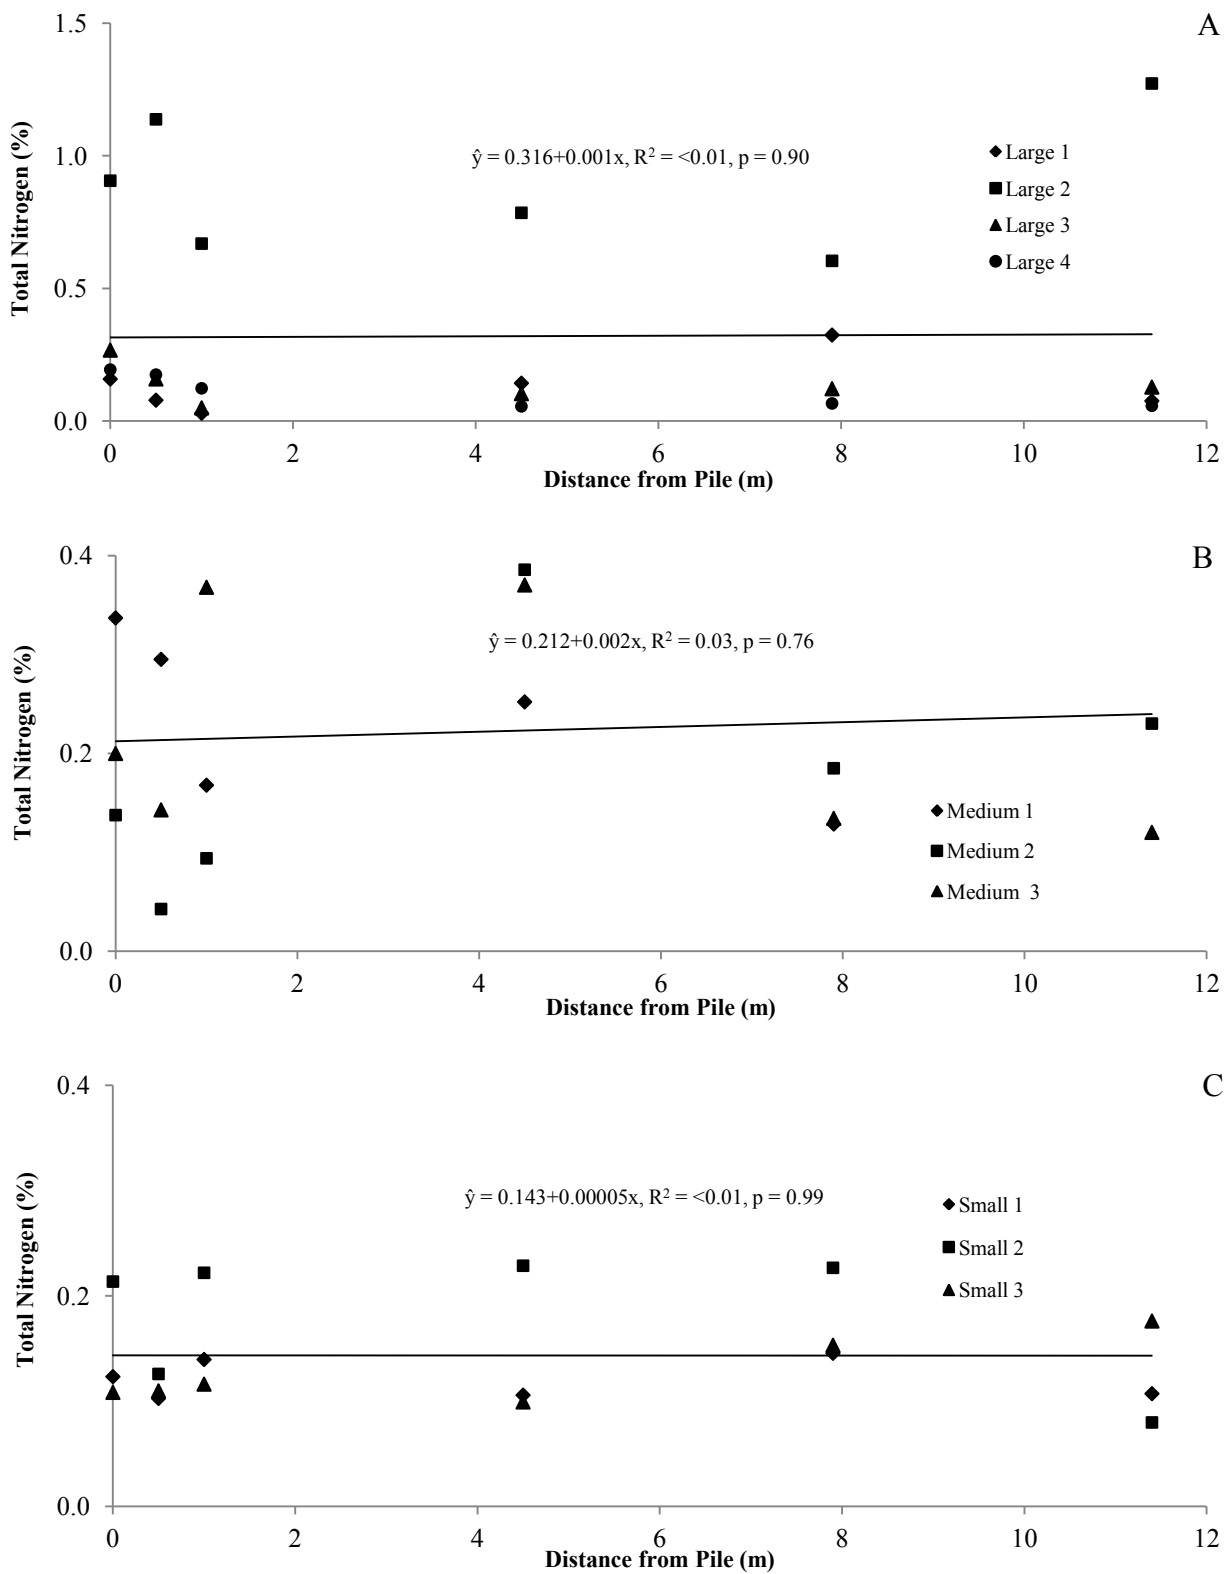 A
1.5
1.0
0.5
0.0
Total Nitrogen (%)
ŷ = 0.316+0.001x, R² = <0.01, p = 0.90
Large 1
Large 2
Large 3
Large 4
0 2 4 6 8 10 12
Distance from Pile (m)
B
0.4
0.2
0.0
Total Nitrogen (%)
ŷ = 0.212+0.002x, R² = 0.03, p = 0.76
Medium 1
Medium 2
Medium 3
0 2 4 6 8 10 12
Distance from Pile (m)
C
0.4
0.2
0.0
Total Nitrogen (%)
ŷ = 0.143+0.00005x, R² = <0.01, p = 0.99
Small 1
Small 2
Small 3
0 2 4 6 8 10 12
Distance from Pile (m)